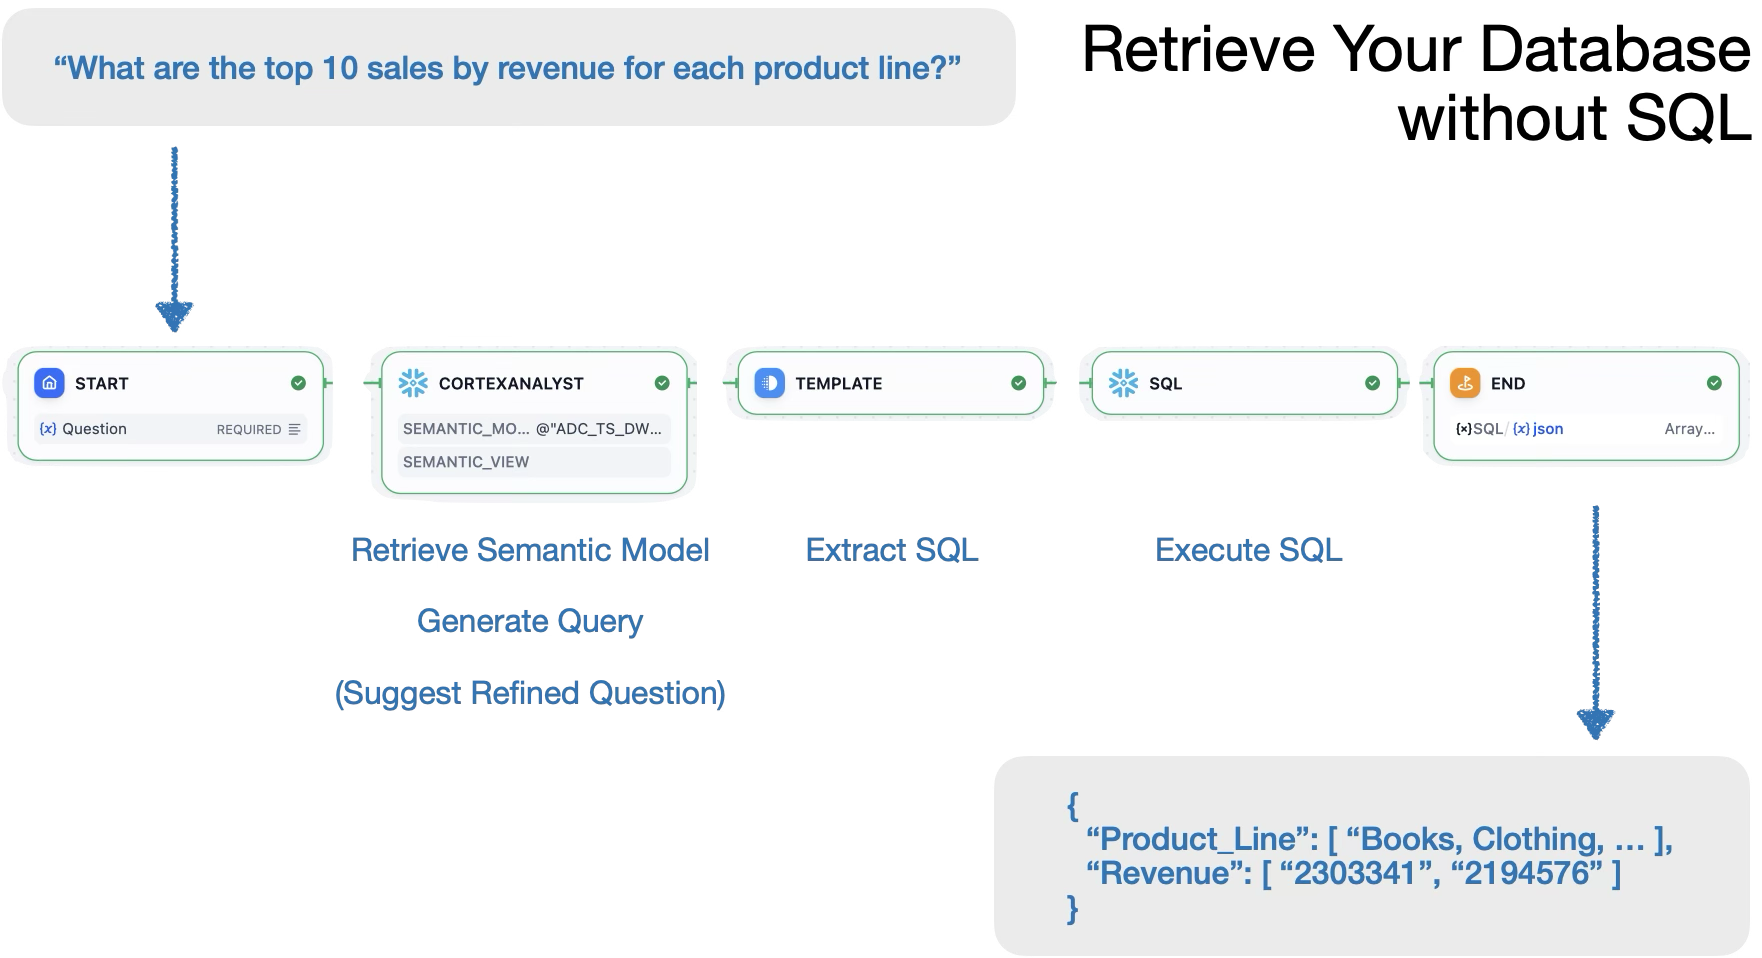 “What are the top 10 sales by revenue for each product line?”
Retrieve Your Database
without SQL
START
{x} Question REQUIRED
CORTEXANALYST
SEMANTIC_MO... @"ADC_TS_DW...
SEMANTIC_VIEW
TEMPLATE
SQL
END
{x}SQL/{x}json Array...
Retrieve Semantic Model
Generate Query
(Suggest Refined Question)
Extract SQL
Execute SQL
{
“Product_Line”: [ “Books, Clothing, … ],
“Revenue”: [ “2303341”, “2194576” ]
}